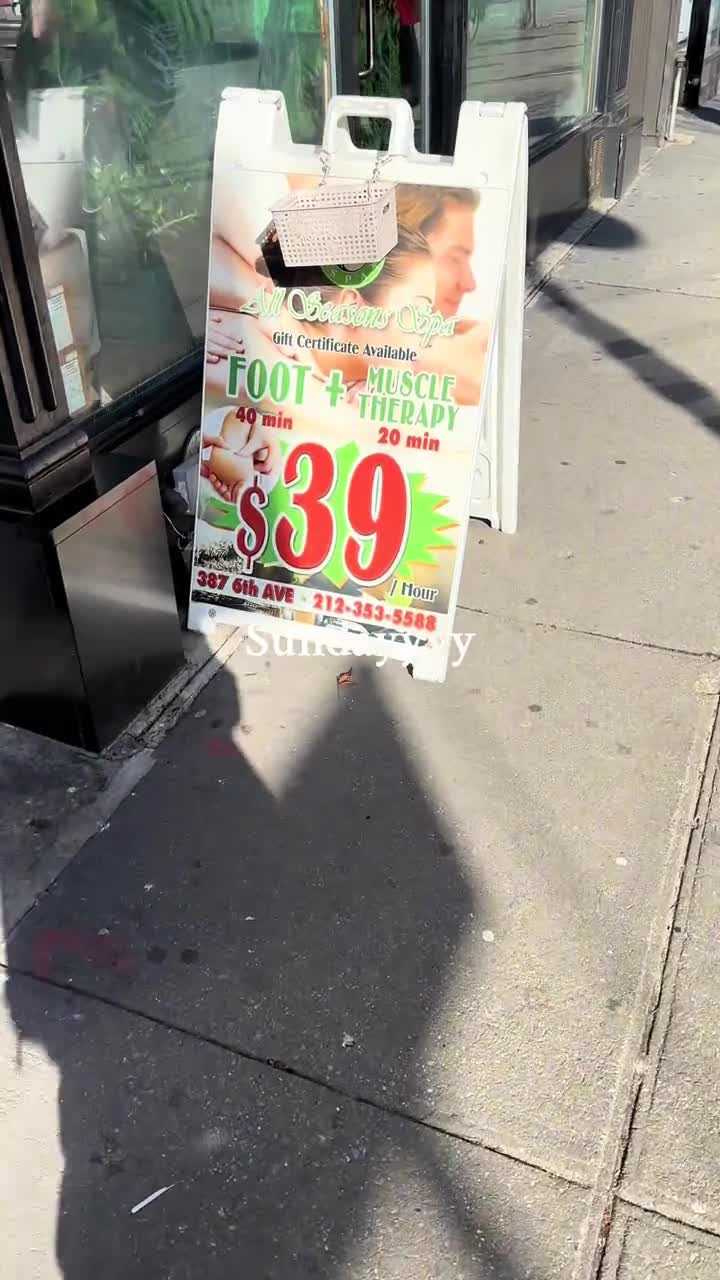 SPA
All Seasons Spa
Gift Certificate Available
FOOT + MUSCLE THERAPY
40 min 20 min
$39
/ Hour
387 6th AVE • 212-353-5588